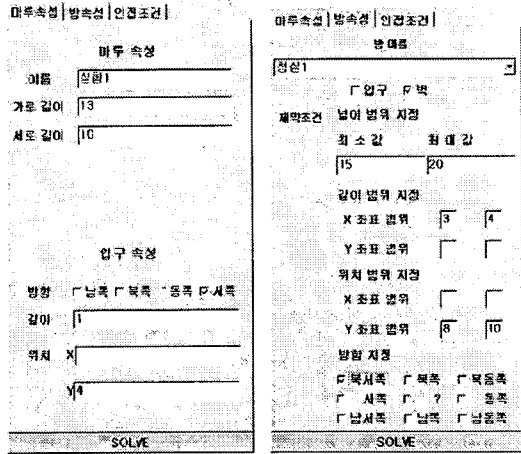 마루속성 방속성 인접조건
마루 속성
이름 실험1
가로 길이 13
세로 길이 10
입구 속성
방향 남쪽 북쪽 동쪽 서쪽
길이 1
위치 X
Y 4
SOLVE
마루속성 방속성 인접조건
방 이름
침실1
입구 벽
제약조건 넓이 범위 지정
최 소 값 최 대 값
15 20
길이 범위 지정
X 좌표 범위 3 4
Y 좌표 범위
위치 범위 지정
X 좌표 범위
Y 좌표 범위 8 10
방향 지정
북서쪽 북쪽 북동쪽
서쪽 ? 동쪽
남서쪽 남쪽 남동쪽
SOLVE